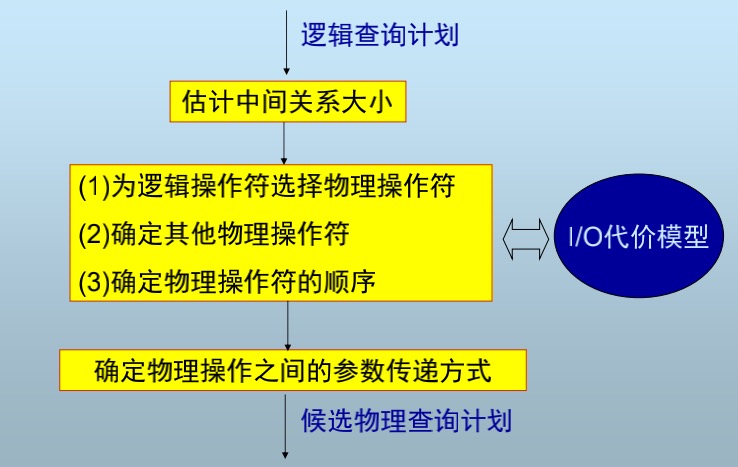 逻辑查询计划
估计中间关系大小
(1)为逻辑操作符选择物理操作符
(2)确定其他物理操作符
(3)确定物理操作符的顺序
I/O代价模型
确定物理操作之间的参数传递方式
候选物理查询计划